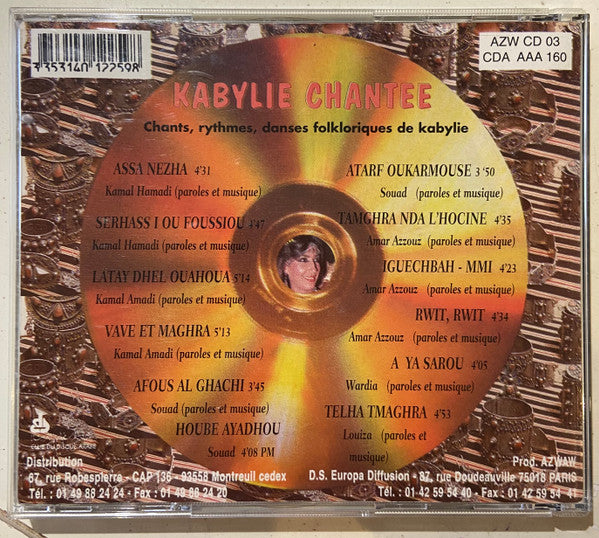 3353140 122598
AZW CD 03
CDA AAA 160
KABYLIE CHANTEE
Chants, rythmes, danses folkloriques de kabylie
ASSA NEZHA 4'31
Kamal Hamadi (paroles et musique)
SERHASS I OU FOUSSIOU 3'47
Kamal Hamadi (paroles et musique)
LATAY DHEL OUAHOUA 5'14
Kamal Amadi (paroles et musique)
VAVE ET MAGHRA 5'13
Kamal Amadi (paroles et musique)
AFOUS AL GHACHI 3'45
Souad (paroles et musique)
HOUBE AYADHOU
Souad 4'08 PM
ATARF OUKARMOUSE 3'50
Souad (paroles et musique)
TAMGHRA NDA L'HOCINE 4'35
Amar Azzouz (paroles et musique)
IGUECHBAH - MMI 4'23
Amar Azzouz (paroles et musique)
RWIT, RWIT 4'34
Amar Azzouz (paroles et musique)
A YA SAROU 4'05
Wardia (paroles et musique)
TELHA TMAGHRA 4'53
Louiza (paroles et
musique)
CLUB DU DISQUE ARABE
Distribution
67, rue Robespierre - CAP 136 - 93558 Montreuil cedex
Tél. : 01 49 88 24 24 - Fax : 01 49 88 24 20
Prod. AZWAW
D.S. Europa Diffusion - 87, rue Doudeauville 75018 PARIS
Tél. : 01 42 59 54 40 - Fax : 01 42 59 54 41